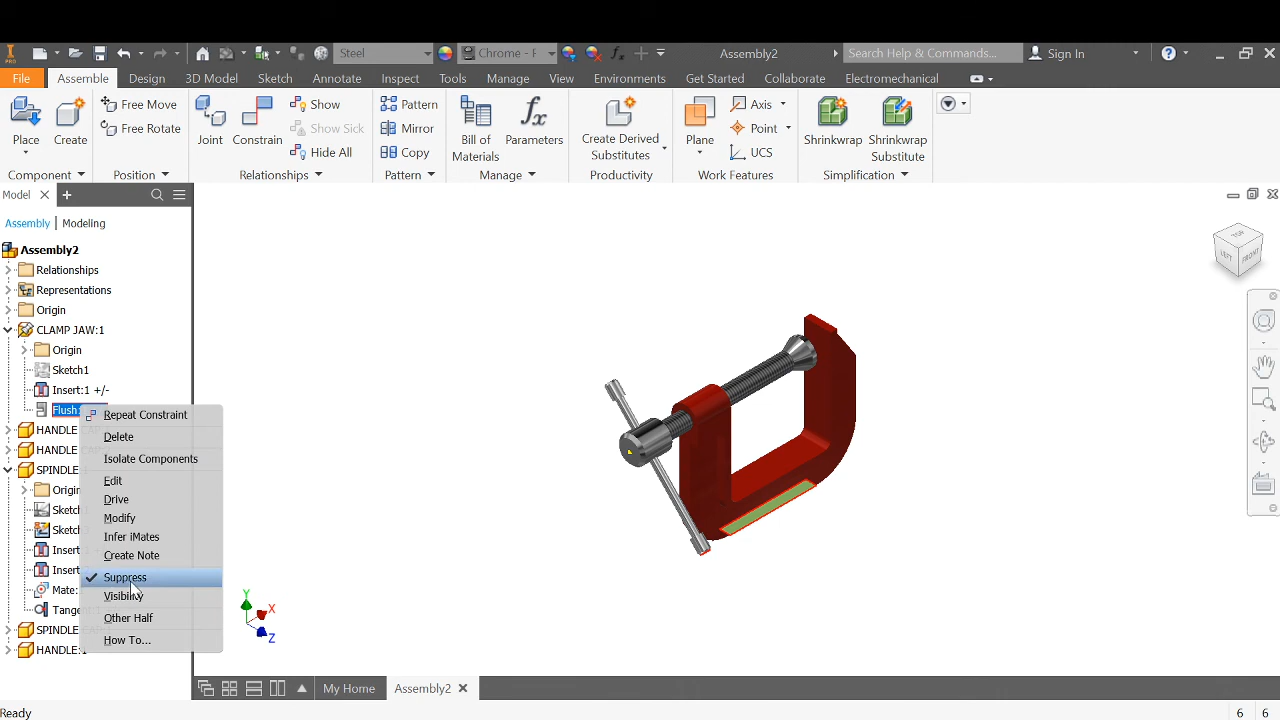 PRO
Steel
Chrome - F
Assembly2
Search Help & Commands...
Sign In
File
Assemble
Design
3D Model
Sketch
Annotate
Inspect
Tools
Manage
View
Environments
Get Started
Collaborate
Electromechanical
Place
Create
Free Move
Free Rotate
Component
Position
Joint
Constrain
Show
Show Sick
Hide All
Relationships
Pattern
Mirror
Copy
Pattern
Bill of
Materials
Parameters
Manage
Create Derived
Substitutes
Productivity
Plane
Axis
Point
UCS
Work Features
Shrinkwrap
Shrinkwrap
Substitute
Simplification
Model
Assembly | Modeling
Assembly2
Relationships
Representations
Origin
CLAMP JAW:1
Origin
Sketch1
Insert:1 +/-
Flush:
HANDLE
HANDLE
SPINDLE
Origin
Sketch
Sketch
Insert
Insert
Mate:
Tangent:1
SPINDLE
HANDLE:1
Repeat Constraint
Delete
Isolate Components
Edit
Drive
Modify
Infer iMates
Create Note
Suppress
Visibility
Other Half
How To...
TOP
LEFT
FRONT
Y
X
Z
My Home
Assembly2
Ready
6 6